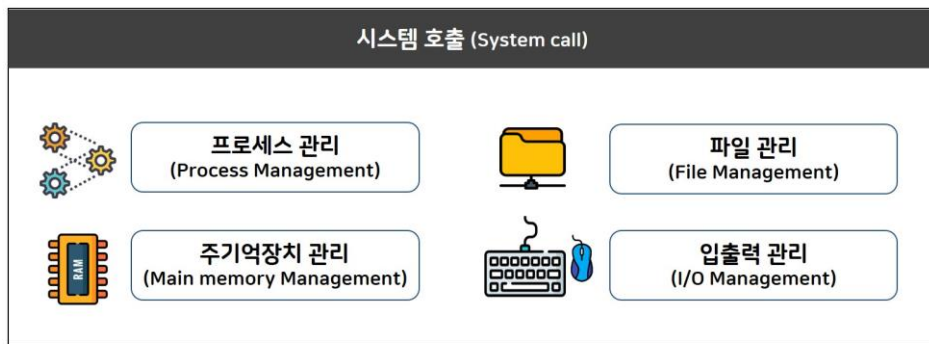 시스템 호출 (System call)
프로세스 관리
(Process Management)
파일 관리
(File Management)
RAM
주기억장치 관리
(Main memory Management)
입출력 관리
(I/O Management)